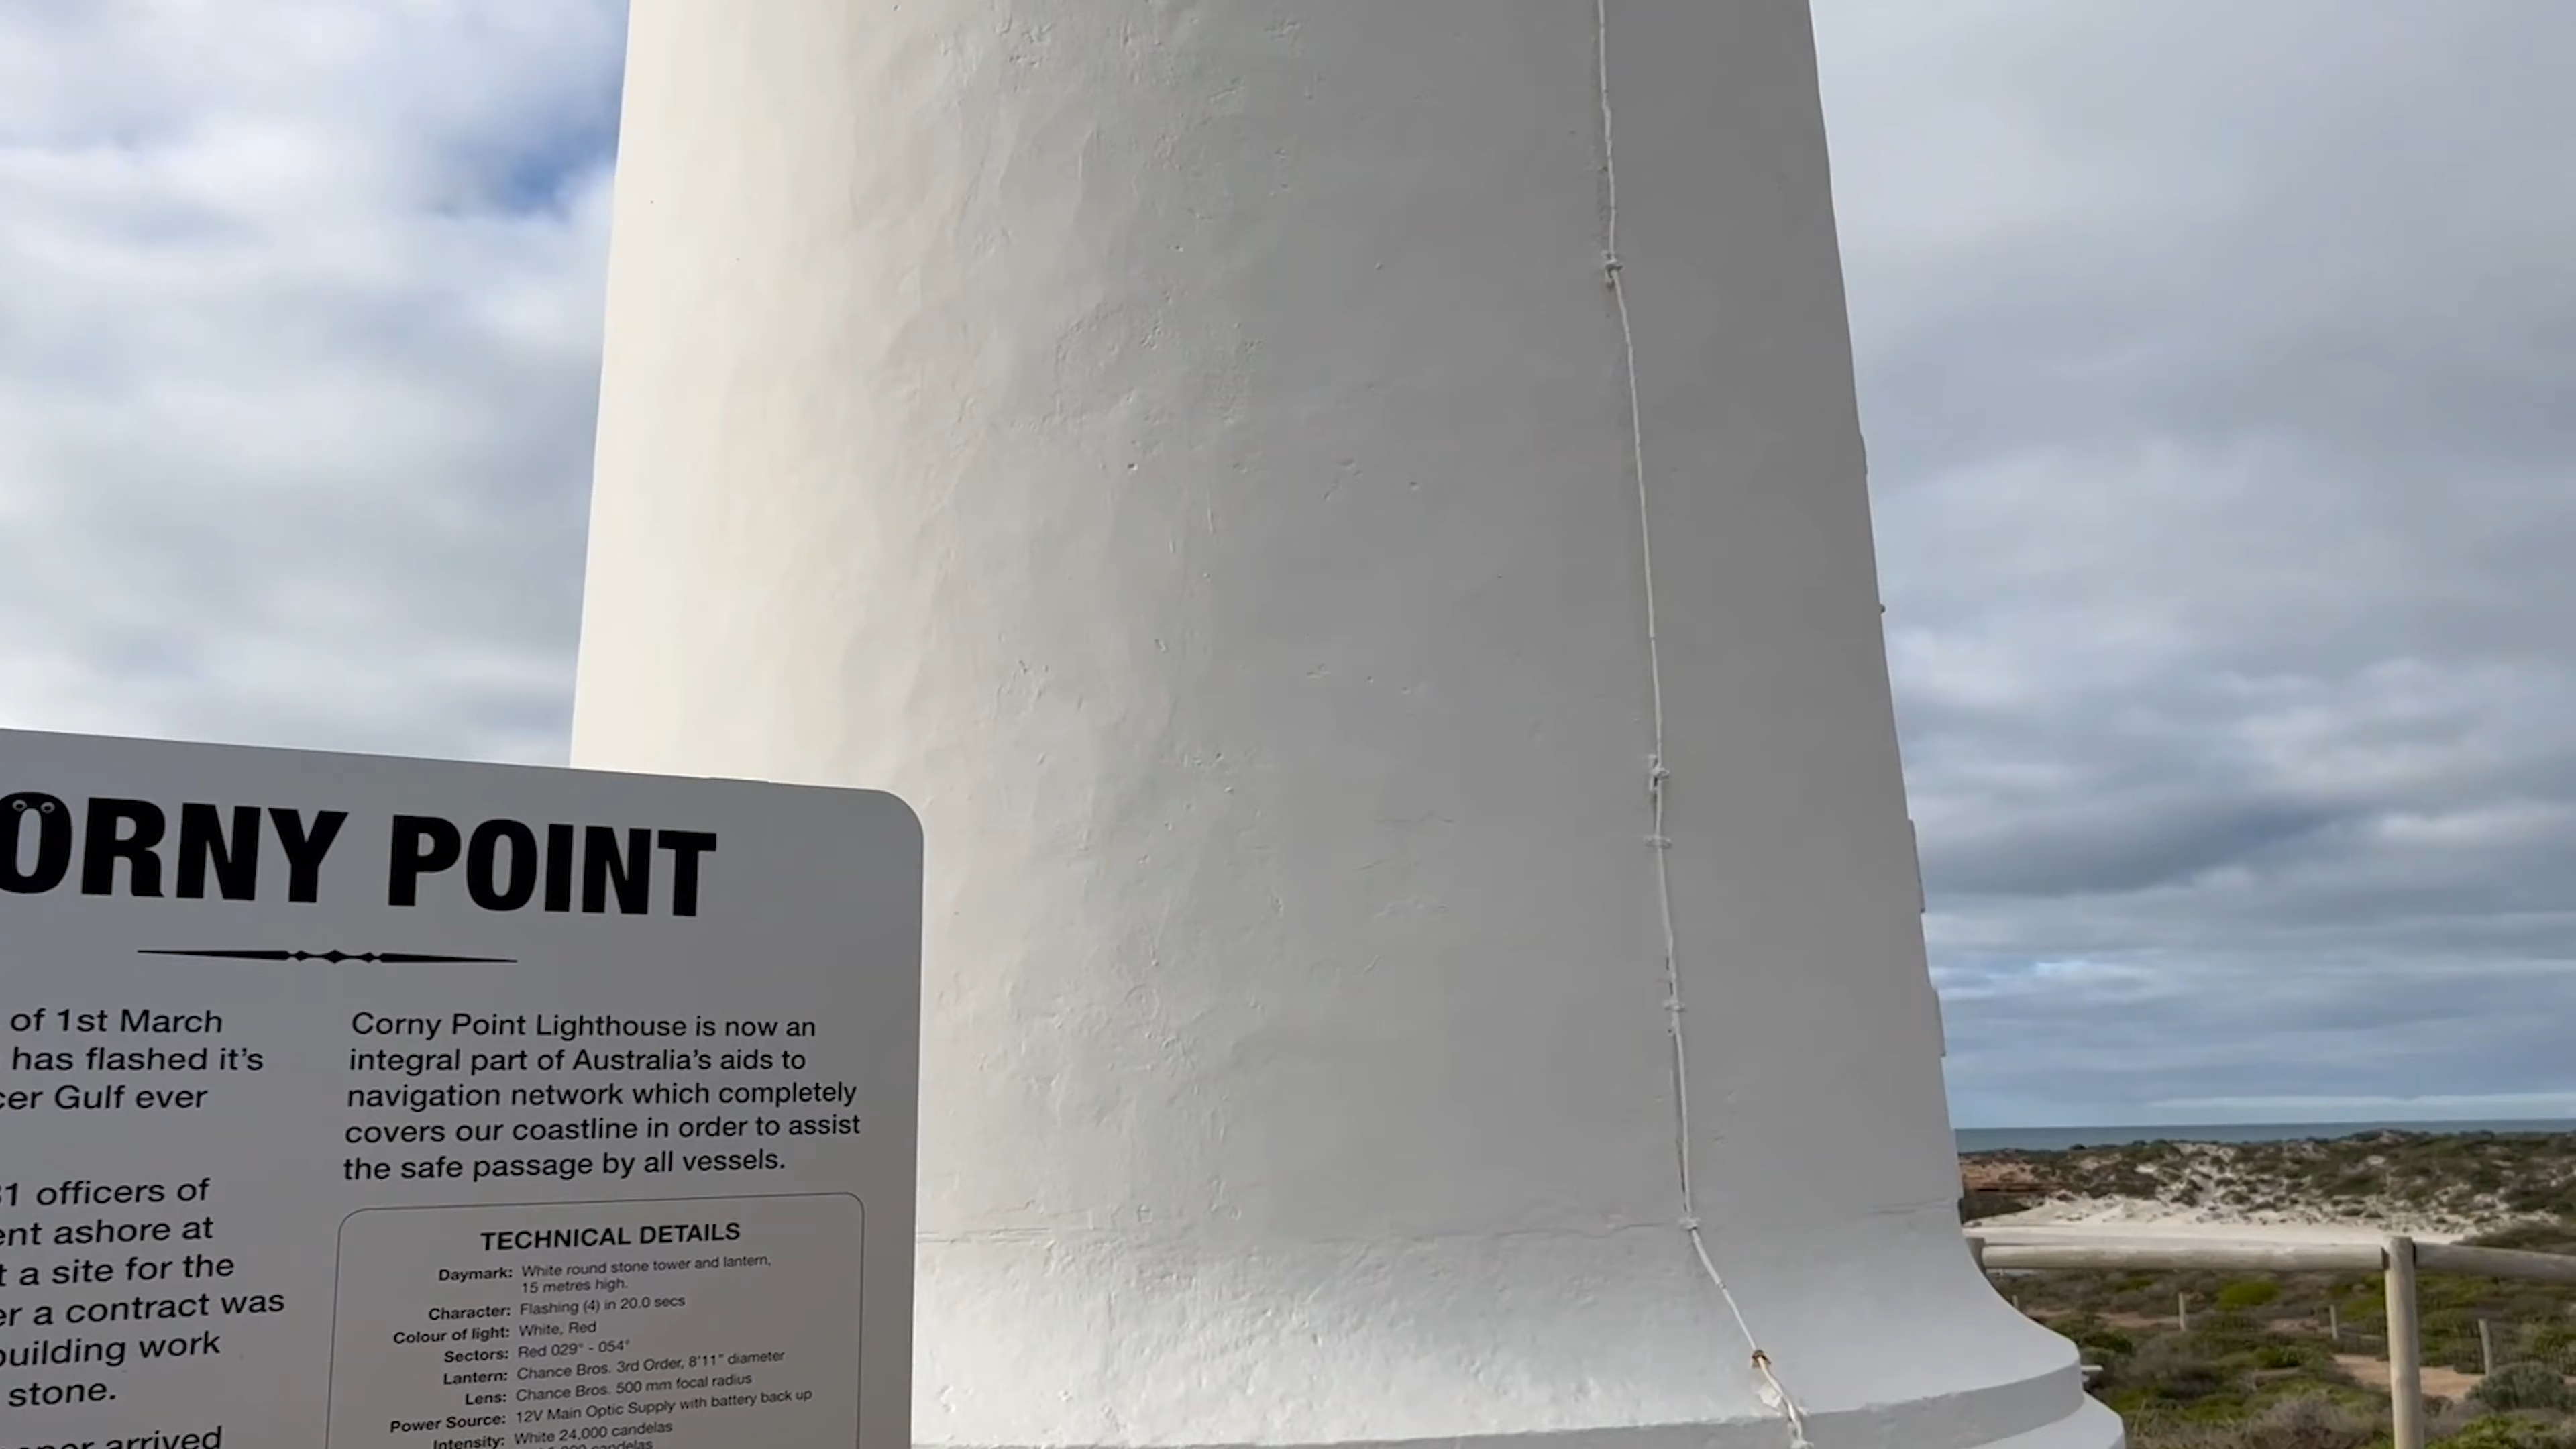 ORNY POINT
of 1st March
has flashed it's
Gulf ever
officers of
ashore at
a site for the
a contract was
building work
stone.
arrived
Corny Point Lighthouse is now an
integral part of Australia's aids to
navigation network which completely
covers our coastline in order to assist
the safe passage by all vessels.
TECHNICAL DETAILS
Daymark: White round stone tower and lantern,
15 metres high.
Character: Flashing (4) in 20.0 secs
Colour of light: White, Red
Sectors: Red 029° - 054°
Lantern: Chance Bros. 3rd Order, 8'11" diameter
Lens: Chance Bros. 500 mm focal radius
Power Source: 12V Main Optic Supply with battery back up
Intensity: White 24,000 candelas
candelas